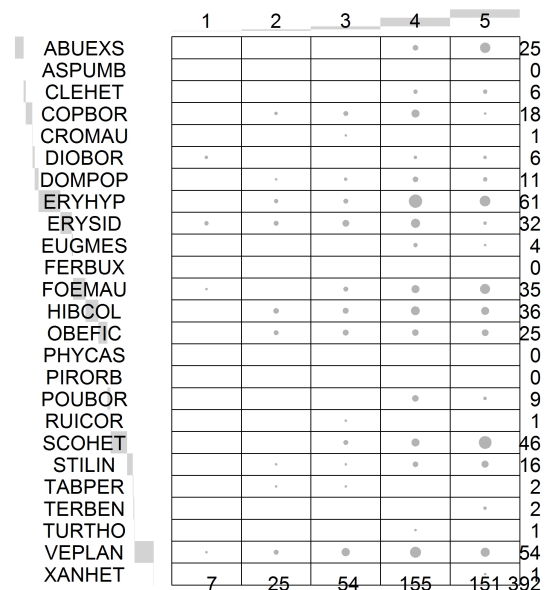 1 2 3 4 5
ABUEXS 25
ASPUMB 0
CLEHET 6
COPBOR 18
CROMAU 1
DIOBOR 6
DOMPOP 11
ERYHYP 61
ERYSID 32
EUGMES 4
FERBUX 0
FOEMAU 35
HIBCOL 36
OBEFIC 25
PHYCAS 0
PIRORB 0
POUBOR 9
RUICOR 1
SCOHET 46
STILIN 16
TABPER 2
TERBEN 2
TURTHO 1
VEPLAN 54
XANHET 1
7 25 54 155 151 392